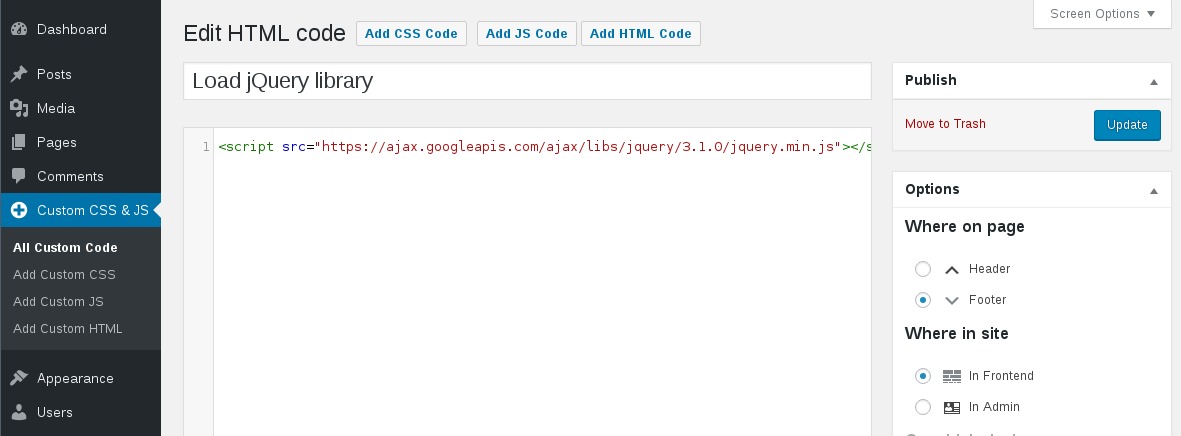 Screen Options
Dashboard
Posts
Media
Pages
Comments
Custom CSS & JS
All Custom Code
Add Custom CSS
Add Custom JS
Add Custom HTML
Appearance
Users
Edit HTML code
Add CSS Code
Add JS Code
Add HTML Code
Load jQuery library
1
<script src="https://ajax.googleapis.com/ajax/libs/jquery/3.1.0/jquery.min.js"></s
Publish
Move to Trash
Update
Options
Where on page
Header
Footer
Where in site
In Frontend
In Admin